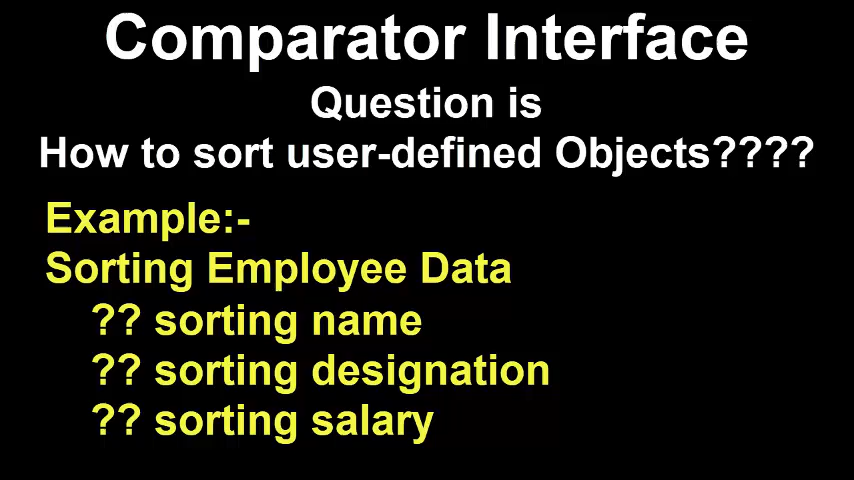 Comparator Interface
Question is
How to sort user-defined Objects????
Example:-
Sorting Employee Data
?? sorting name
?? sorting designation
?? sorting salary